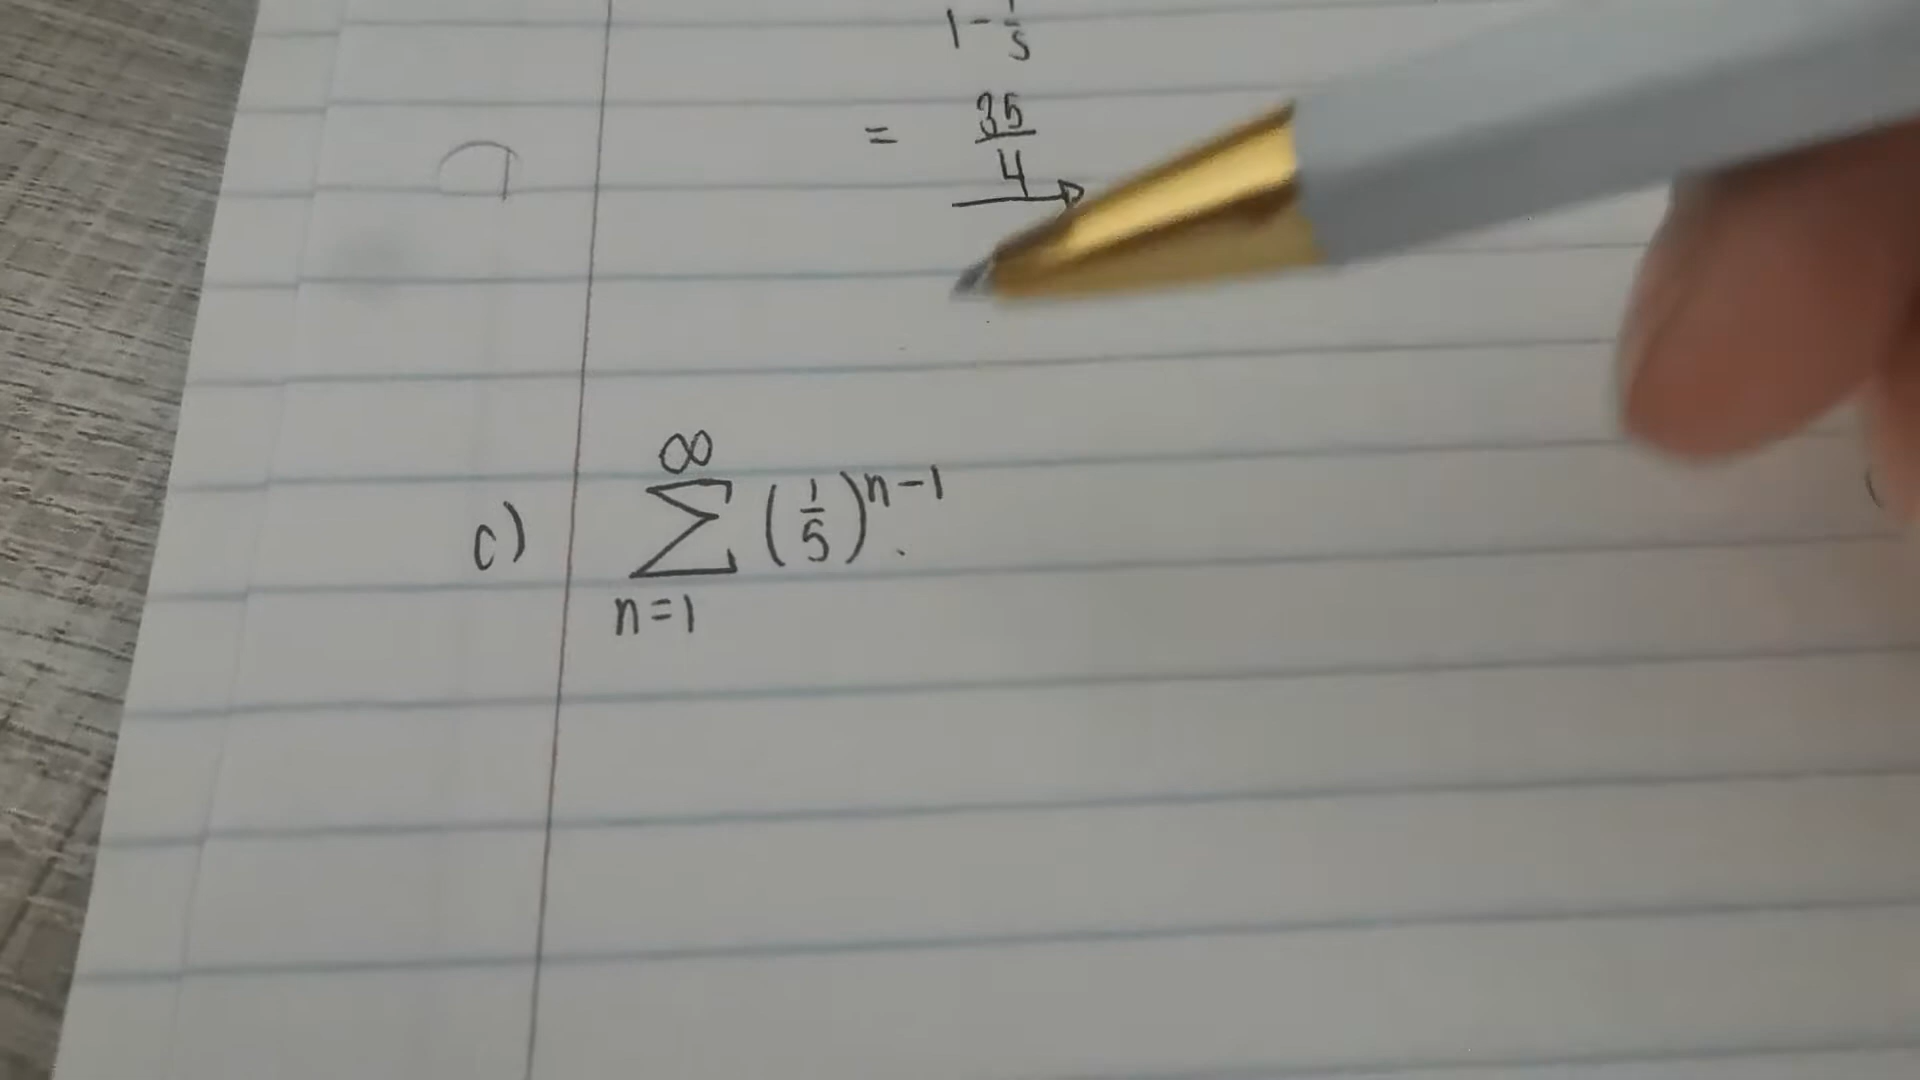 1 - 1/5
= 35/4
c) ∞ ∑ n=1 (1/5)^n-1